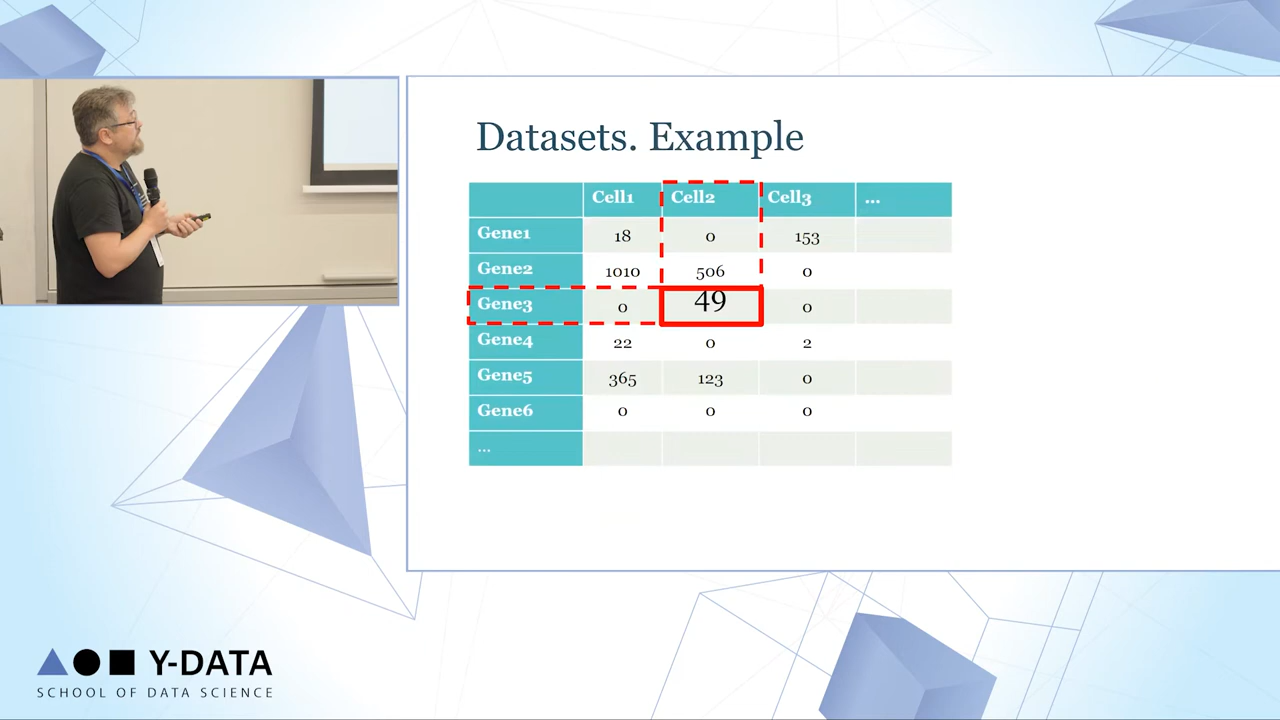 Datasets. Example
Cell1 Cell2 Cell3 ...
Gene1 18 0 153
Gene2 1010 506 0
Gene3 0 49 0
Gene4 22 0 2
Gene5 365 123 0
Gene6 0 0 0
...
Y-DATA
SCHOOL OF DATA SCIENCE